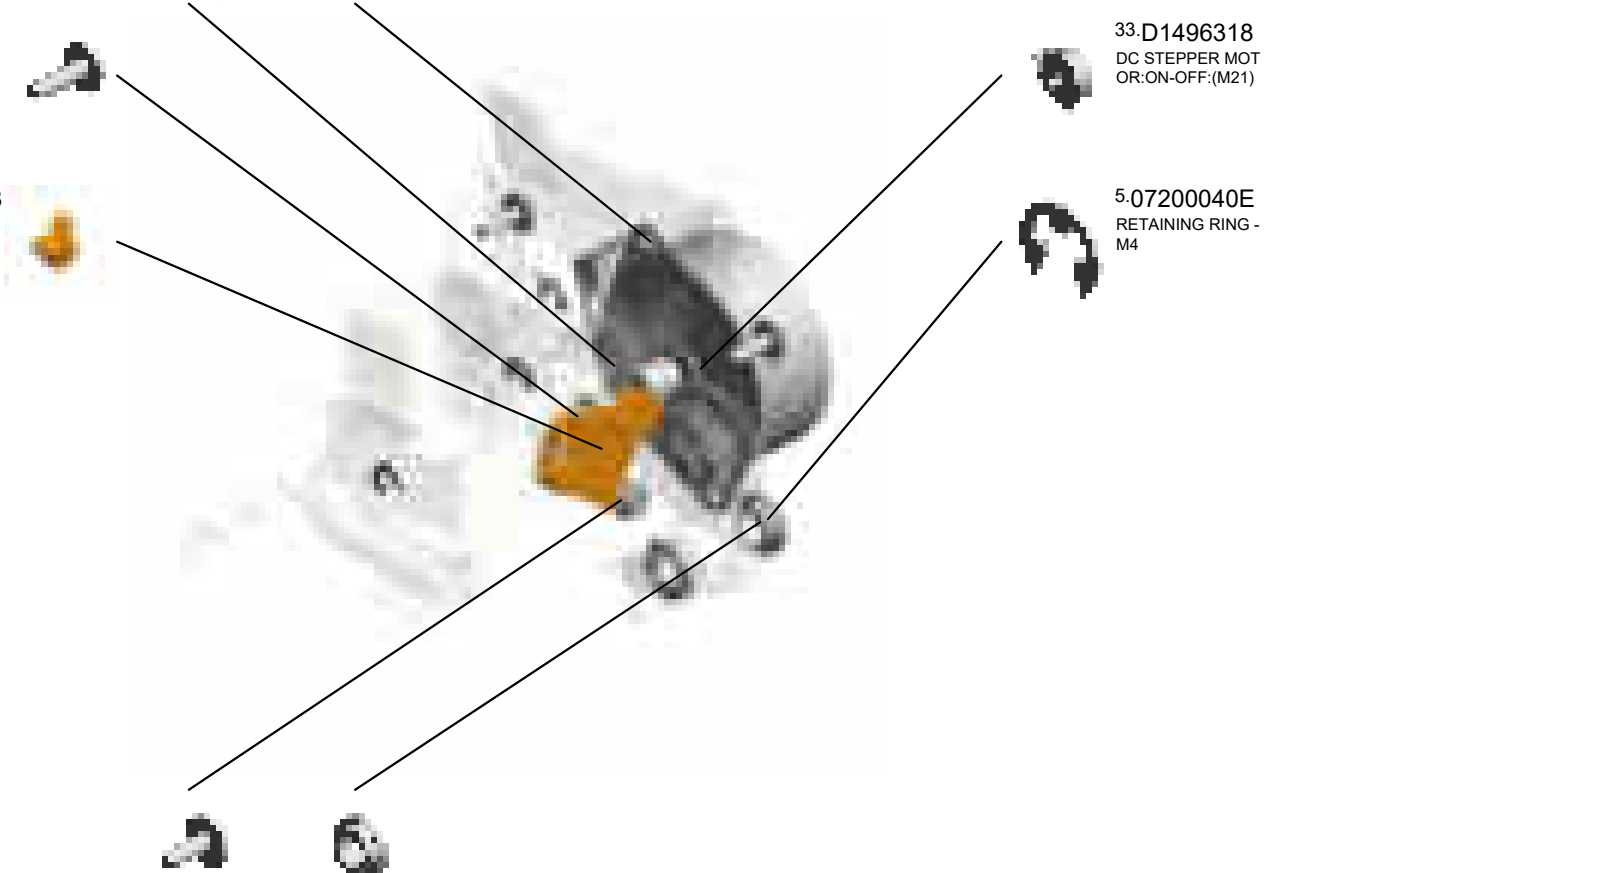 33.D1496318
DC STEPPER MOT
OR:ON-OFF:(M21)
5.07200040E
RETAINING RING -
M4